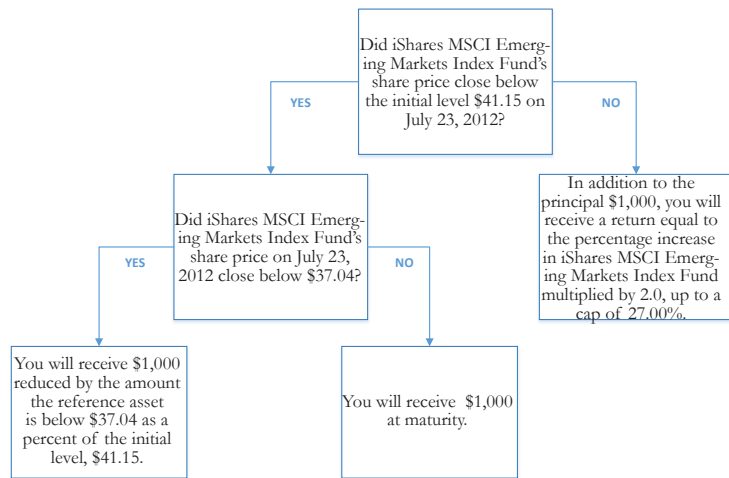 Did iShares MSCI Emerg-
ing Markets Index Fund's
share price close below
the initial level $41.15 on
July 23, 2012?
YES
NO
Did iShares MSCI Emerg-
ing Markets Index Fund's
share price on July 23,
2012 close below $37.04?
In addition to the
principal $1,000, you will
receive a return equal to
the percentage increase
in iShares MSCI Emerg-
ing Markets Index Fund
multiplied by 2.0, up to a
cap of 27.00%.
YES
NO
You will receive $1,000
reduced by the amount
the reference asset
is below $37.04 as a
percent of the initial
level, $41.15.
You will receive $1,000
at maturity.